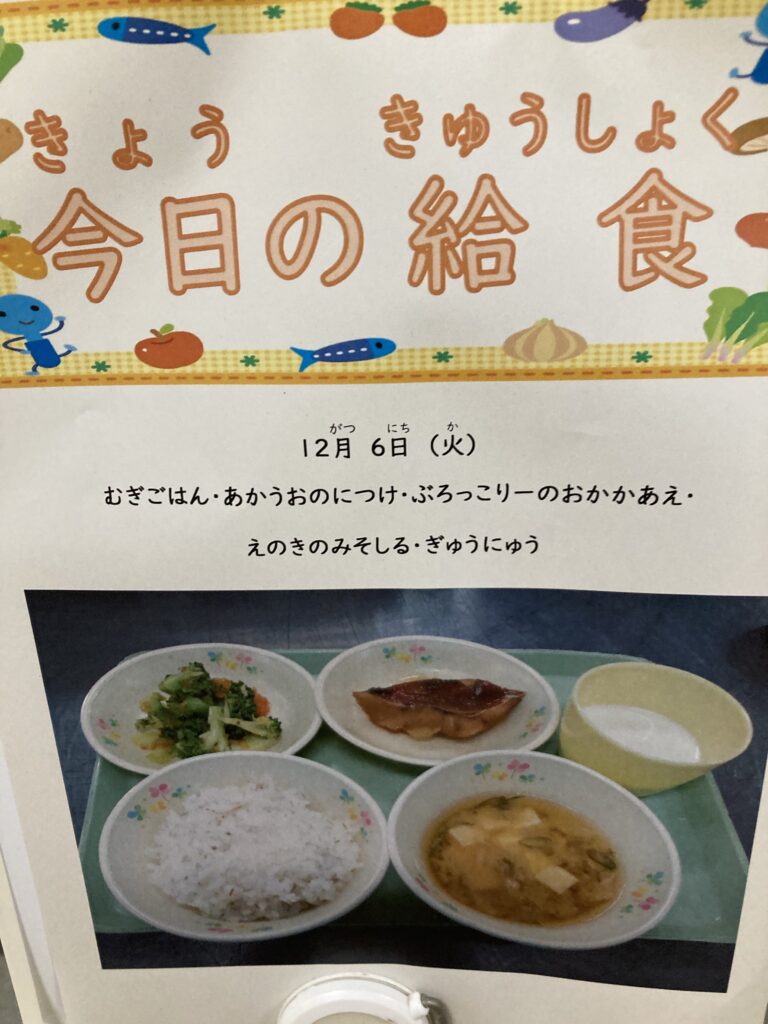 きょう きゅうしょく
今日の給食
がつ にち か
12月 6日 (火)
むぎごはん・あかうおのにつけ・ぶろっこりーのおかかあえ・
えのきのみそしる・ぎゅうにゅう